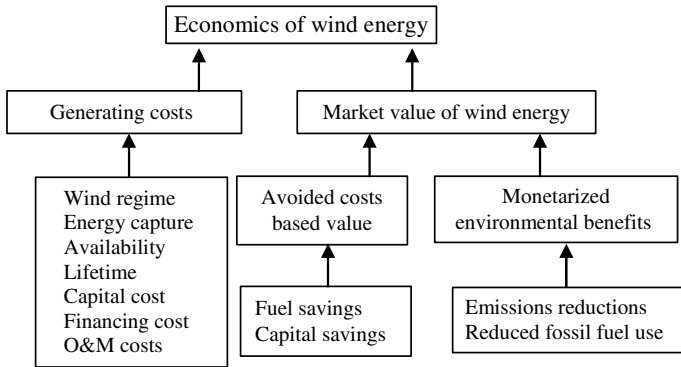 Economics of wind energy
Generating costs
Market value of wind energy
Wind regime
Energy capture
Availability
Lifetime
Capital cost
Financing cost
O&M costs
Avoided costs
based value
Monetarized
environmental benefits
Fuel savings
Capital savings
Emissions reductions
Reduced fossil fuel use